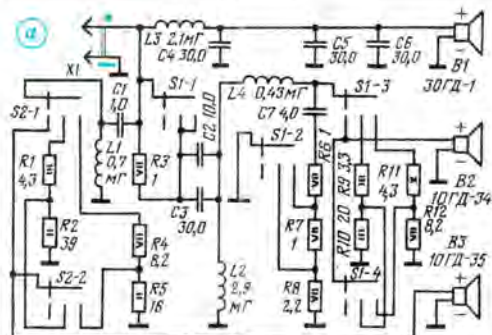 а
L3 2,1мГ
C4 30,0
C5
30,0
C6
30,0
В1
30ГД-1
X1
S2-1
C1
1,0
S1-1
C2 10,0
L4 0,43мГ
C7 4,0
S1-3
S1-2
R1
4,3
L1
0,7
мГ
R3
1
R6 1
R9 3,3
R11
4,3
В2
10ГД-34
R2
39
C3
30,0
R4
8,2
R7
1
R10 20
R12
8,2
В3
10ГД-35
S2-2
R5
16
L2
2,9
мГ
R8
2,2
S1-4